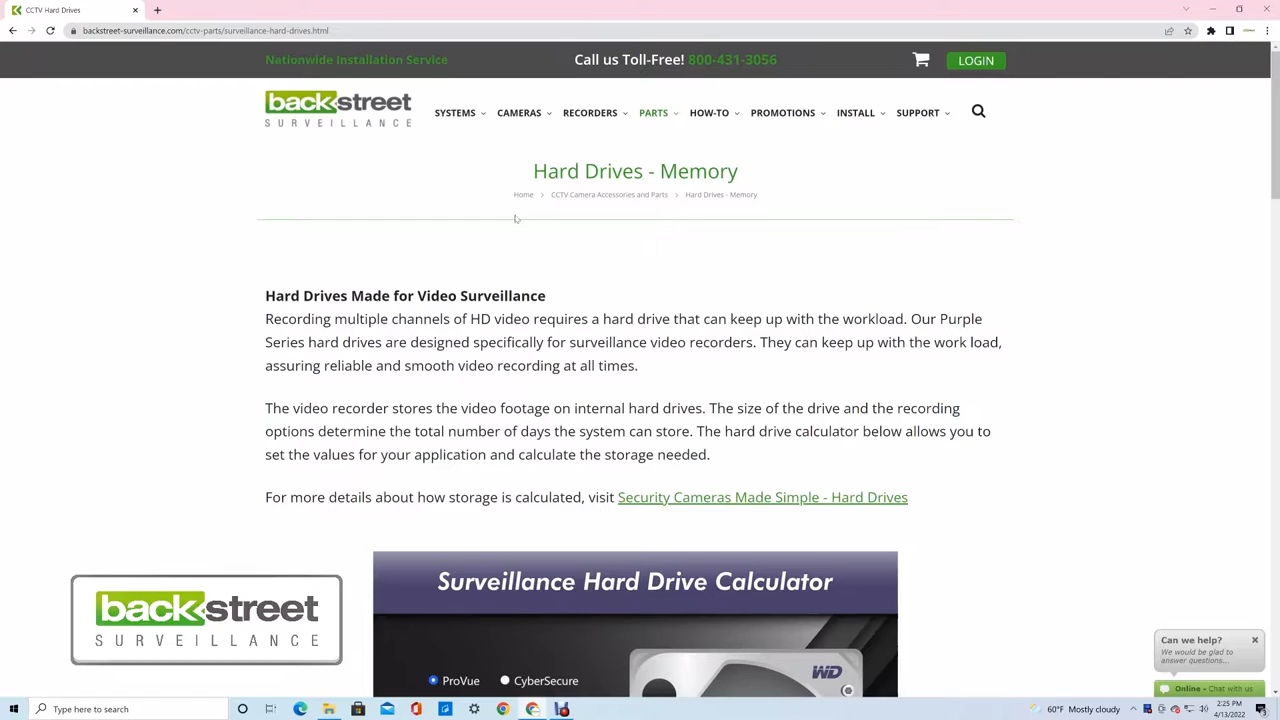 CCTV Hard Drives
backstreet-surveillance.com/cctv-parts/surveillance-hard-drives.html
Nationwide Installation Service
Call us Toll-Free! 800-431-3056
LOGIN
backstreet
SURVEILLANCE
SYSTEMS CAMERAS RECORDERS PARTS HOW-TO PROMOTIONS INSTALL SUPPORT
Hard Drives - Memory
Home > CCTV Camera Accessories and Parts > Hard Drives - Memory
Hard Drives Made for Video Surveillance
Recording multiple channels of HD video requires a hard drive that can keep up with the workload. Our Purple
Series hard drives are designed specifically for surveillance video recorders. They can keep up with the work load,
assuring reliable and smooth video recording at all times.
The video recorder stores the video footage on internal hard drives. The size of the drive and the recording
options determine the total number of days the system can store. The hard drive calculator below allows you to
set the values for your application and calculate the storage needed.
For more details about how storage is calculated, visit Security Cameras Made Simple - Hard Drives
Surveillance Hard Drive Calculator
ProVue CyberSecure
WD
backstreet
SURVEILLANCE
Can we help?
We would be glad to
answer questions...
Online - Chat with us
Type here to search
60°F Mostly cloudy
2:25 PM
4/13/2022